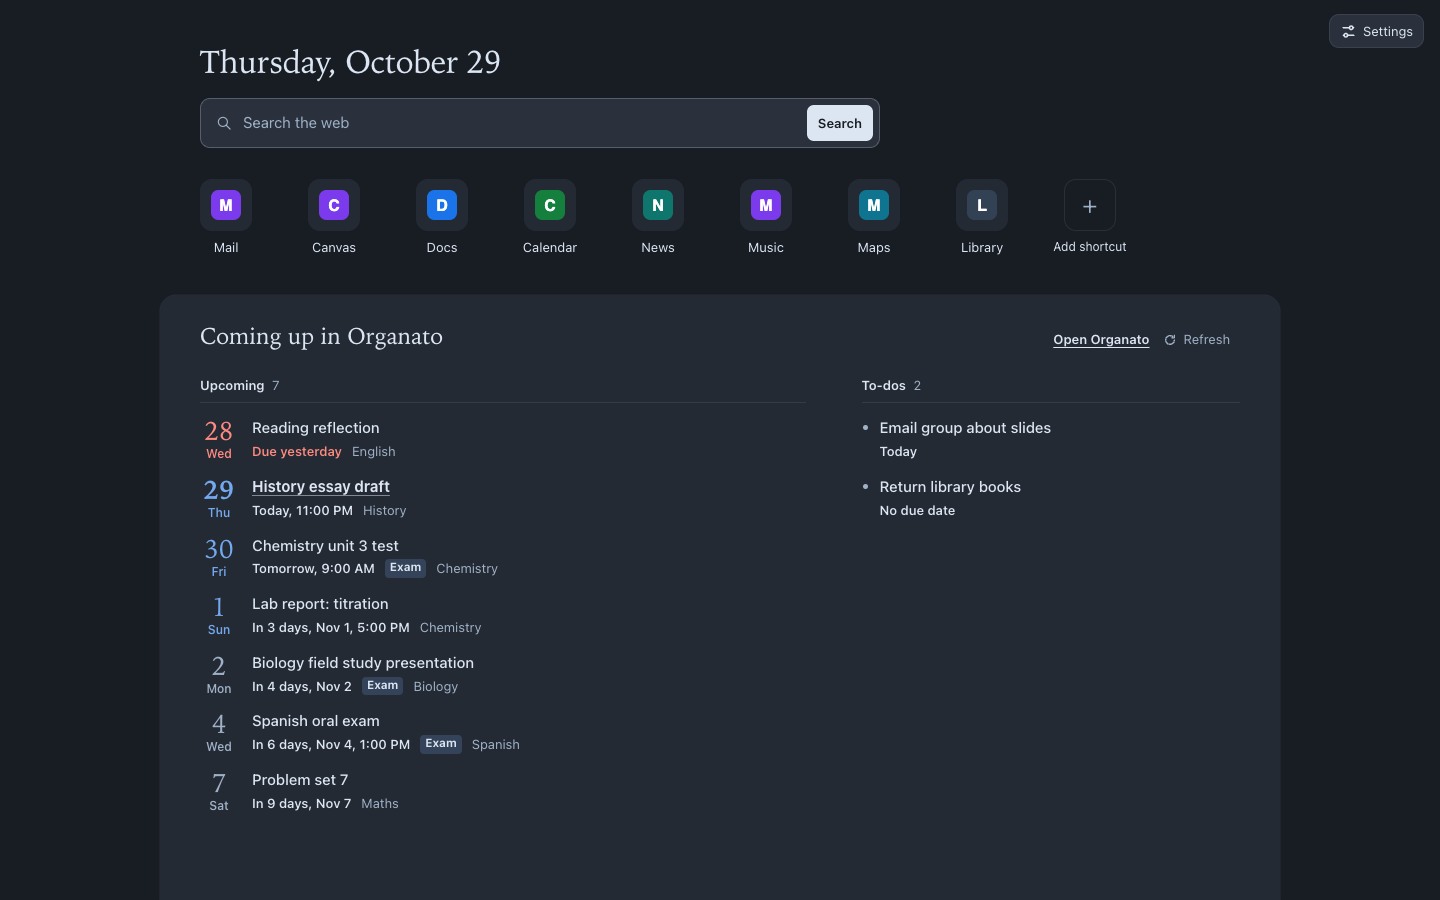 Settings
Thursday, October 29
Search the web
Search
M
C
D
C
N
M
M
L
Mail
Canvas
Docs
Calendar
News
Music
Maps
Library
Add shortcut
Coming up in Organato
Open Organato
Refresh
Upcoming 7
28 Wed
Reading reflection
Due yesterday English
29 Thu
History essay draft
Today, 11:00 PM History
30 Fri
Chemistry unit 3 test
Tomorrow, 9:00 AM Exam Chemistry
1 Sun
Lab report: titration
In 3 days, Nov 1, 5:00 PM Chemistry
2 Mon
Biology field study presentation
In 4 days, Nov 2 Exam Biology
4 Wed
Spanish oral exam
In 6 days, Nov 4, 1:00 PM Exam Spanish
7 Sat
Problem set 7
In 9 days, Nov 7 Maths
To-dos 2
Email group about slides
Today
Return library books
No due date